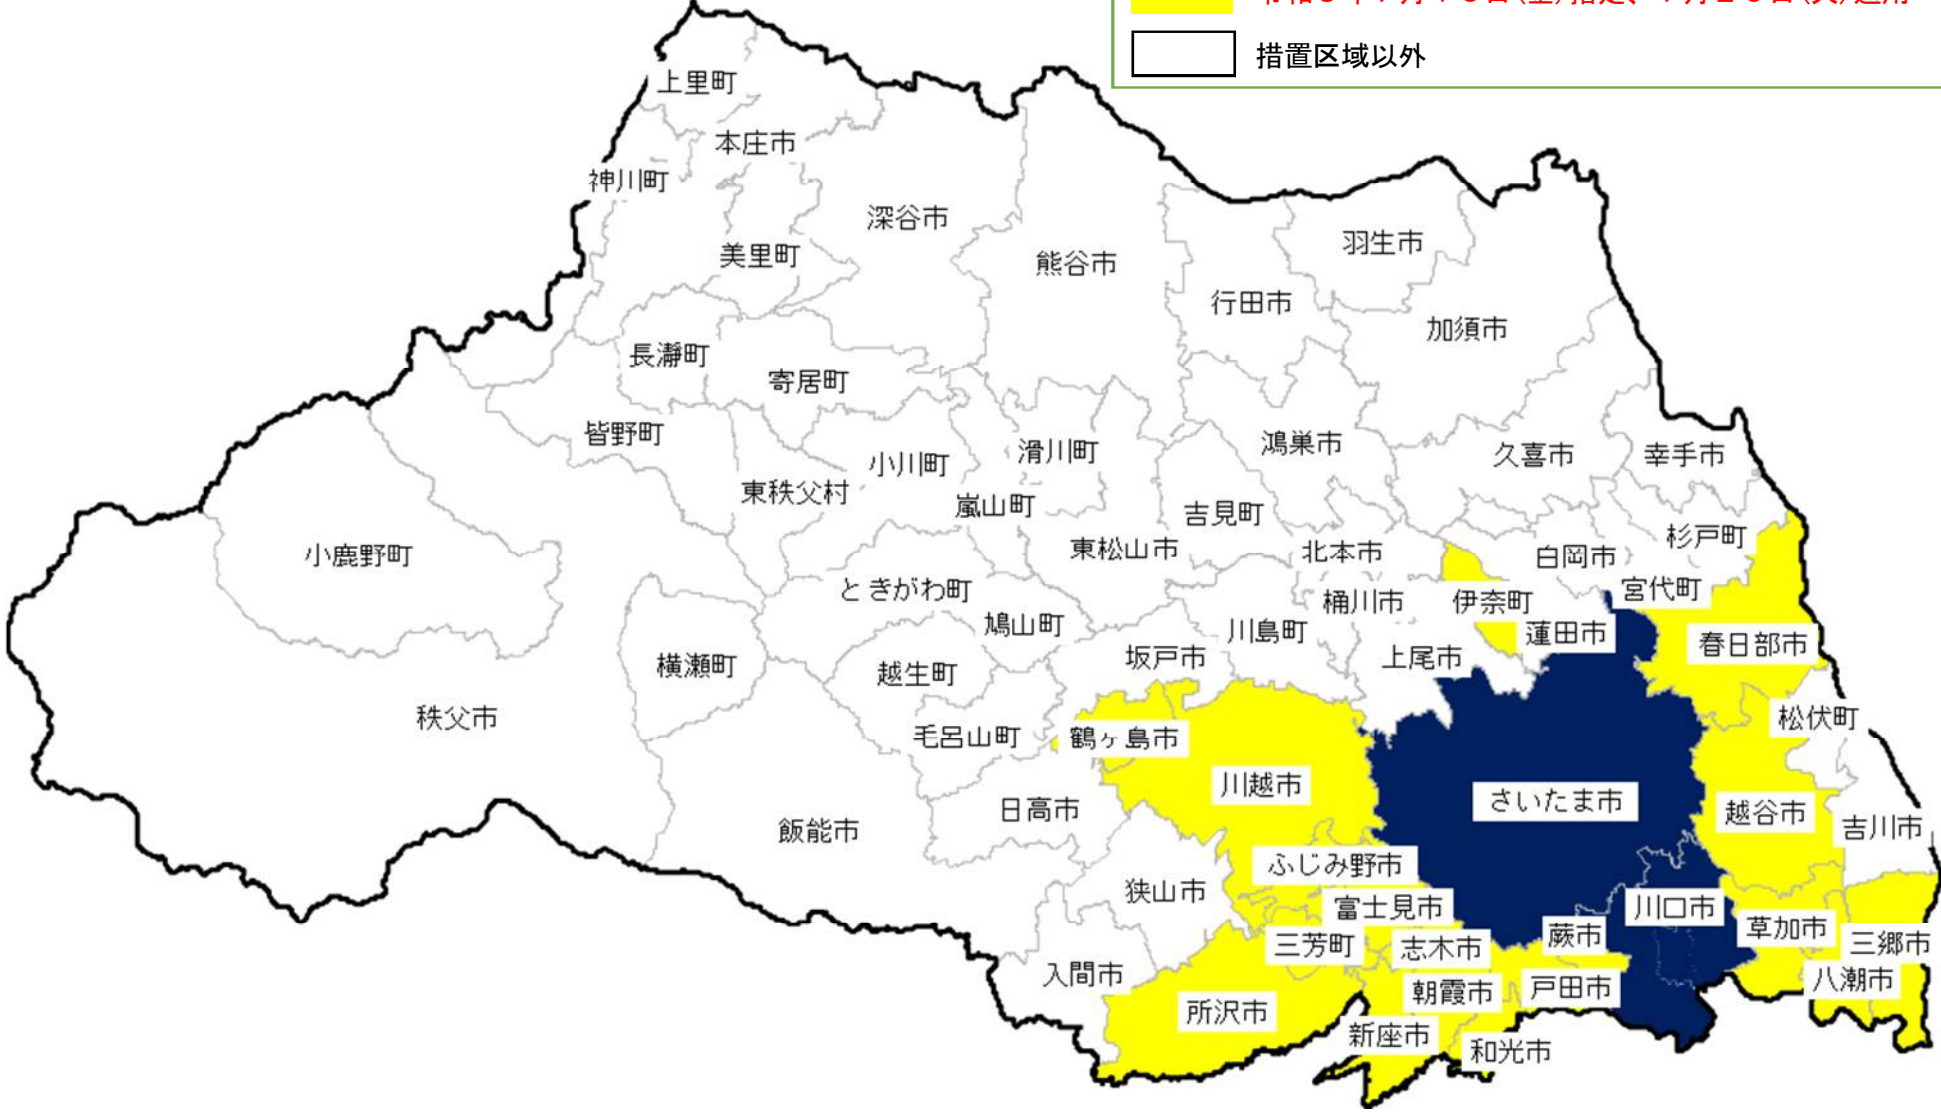 措置区域以外
上里町
本庄市
神川町
深谷市
美里町
熊谷市
羽生市
行田市
加須市
長瀞町
寄居町
皆野町
小川町
滑川町
鴻巣市
久喜市
幸手市
東秩父村
嵐山町
吉見町
小鹿野町
東松山市
北本市
白岡市
杉戸町
ときがわ町
宮代町
桶川市
伊奈町
鳩山町
川島町
蓮田市
春日部市
横瀬町
越生町
坂戸市
上尾市
秩父市
毛呂山町
鶴ヶ島市
松伏町
川越市
さいたま市
日高市
飯能市
越谷市
吉川市
ふじみ野市
狭山市
富士見市
川口市
三芳町
志木市
蕨市
草加市
三郷市
入間市
朝霞市
戸田市
八潮市
所沢市
新座市
和光市